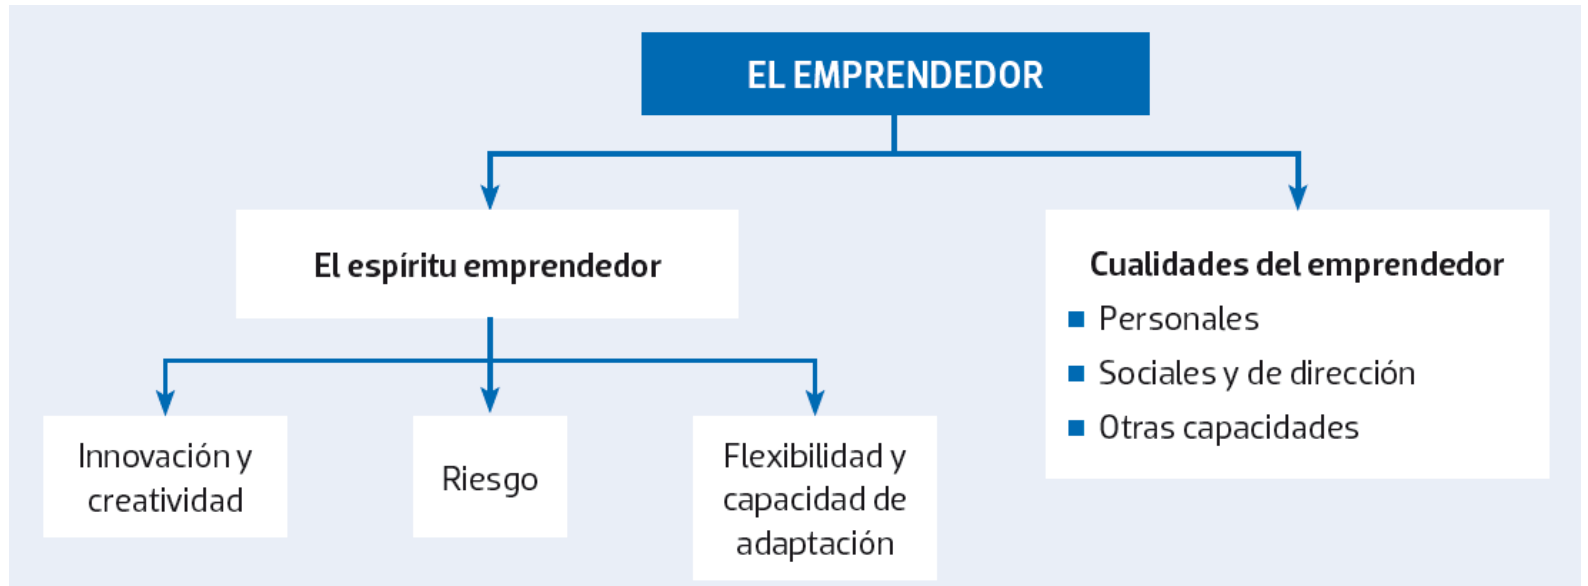 EL EMPRENDEDOR
El espíritu emprendedor
Innovación y
creatividad
Riesgo
Flexibilidad y
capacidad de
adaptación
Cualidades del emprendedor
Personales
Sociales y de dirección
Otras capacidades